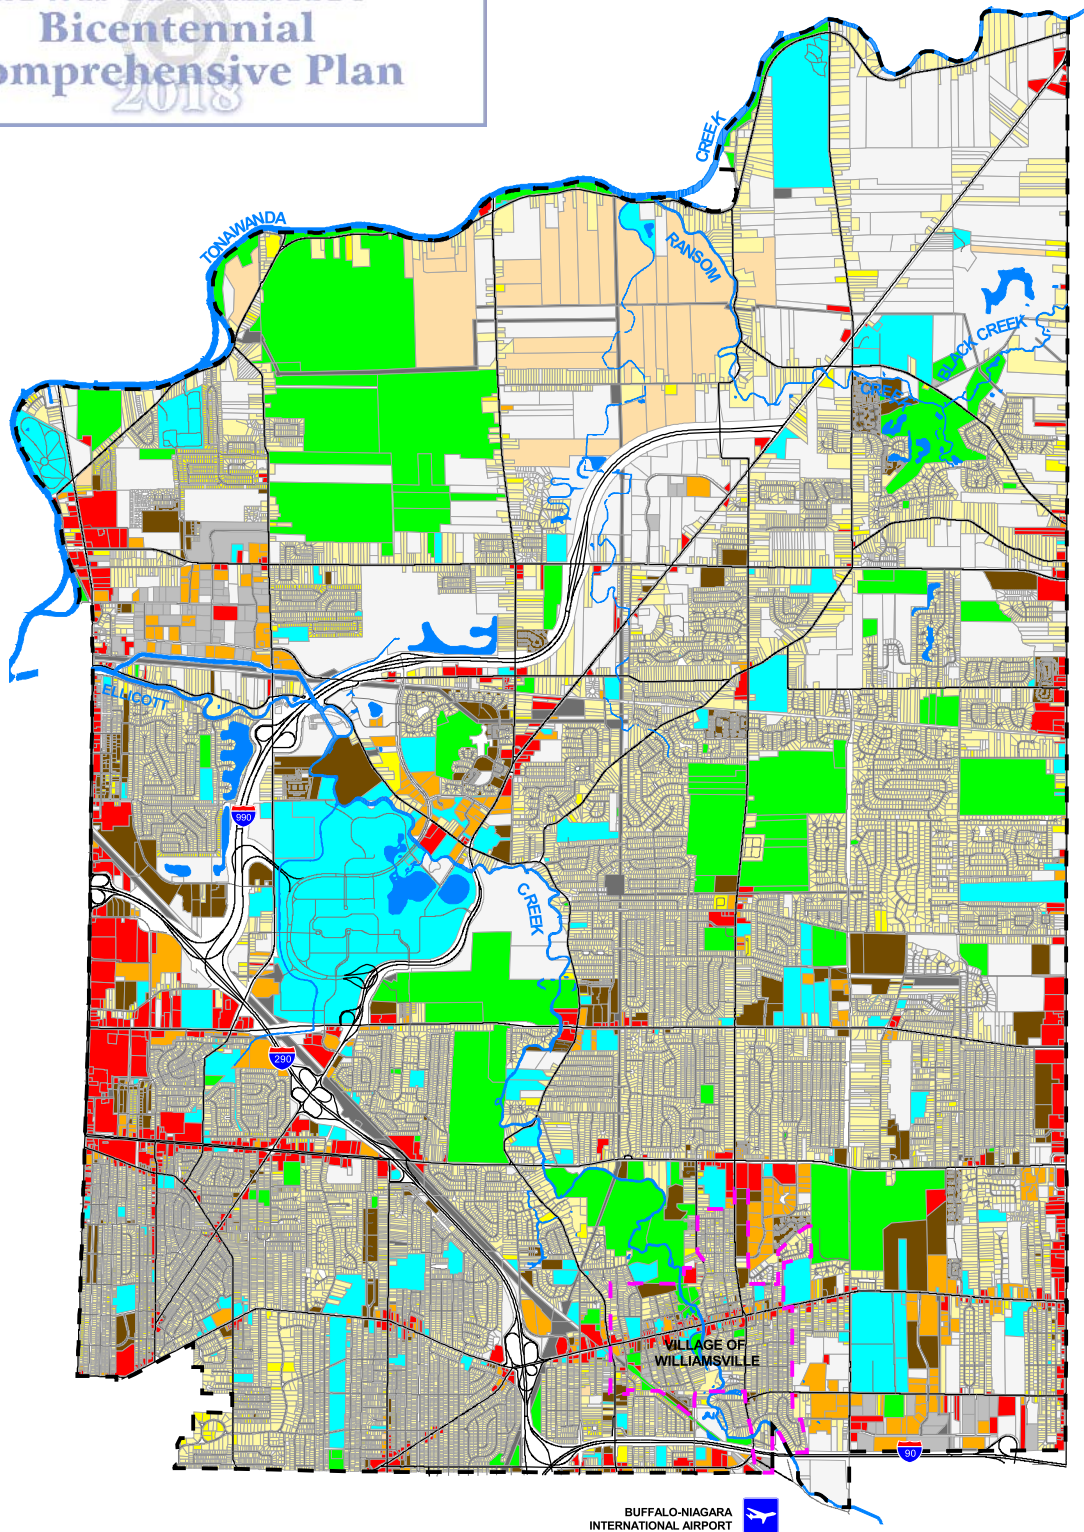 Bicentennial
Comprehensive Plan
2018
CREEK
TONAWANDA
RANSOM
BLACK CREEK
CREEK
ELLICOTT
990
CREEK
290
VILLAGE OF
WILLIAMSVILLE
90
BUFFALO-NIAGARA
INTERNATIONAL AIRPORT